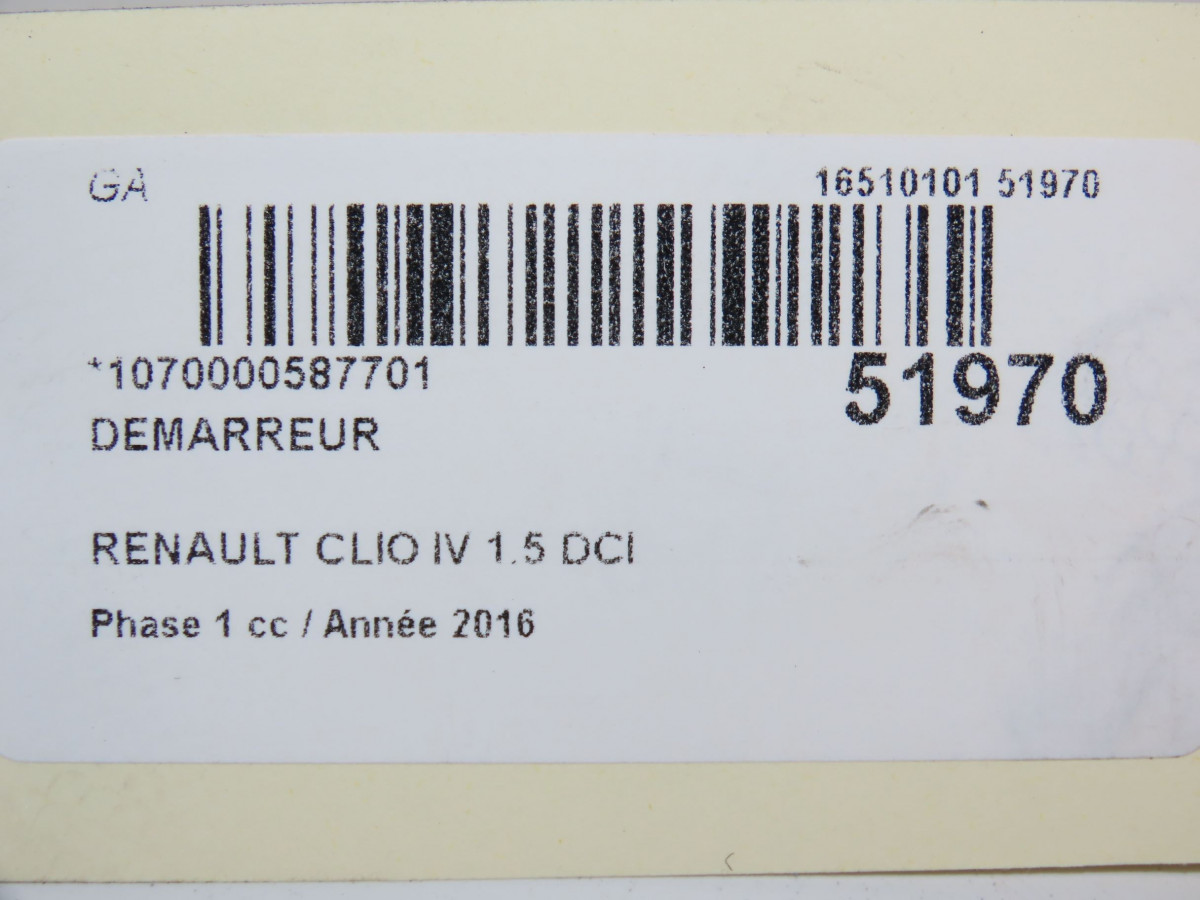 GA 16510101 51970
*1070000587701
51970
DEMARREUR
RENAULT CLIO IV 1.5 DCI
Phase 1 cc / Année 2016